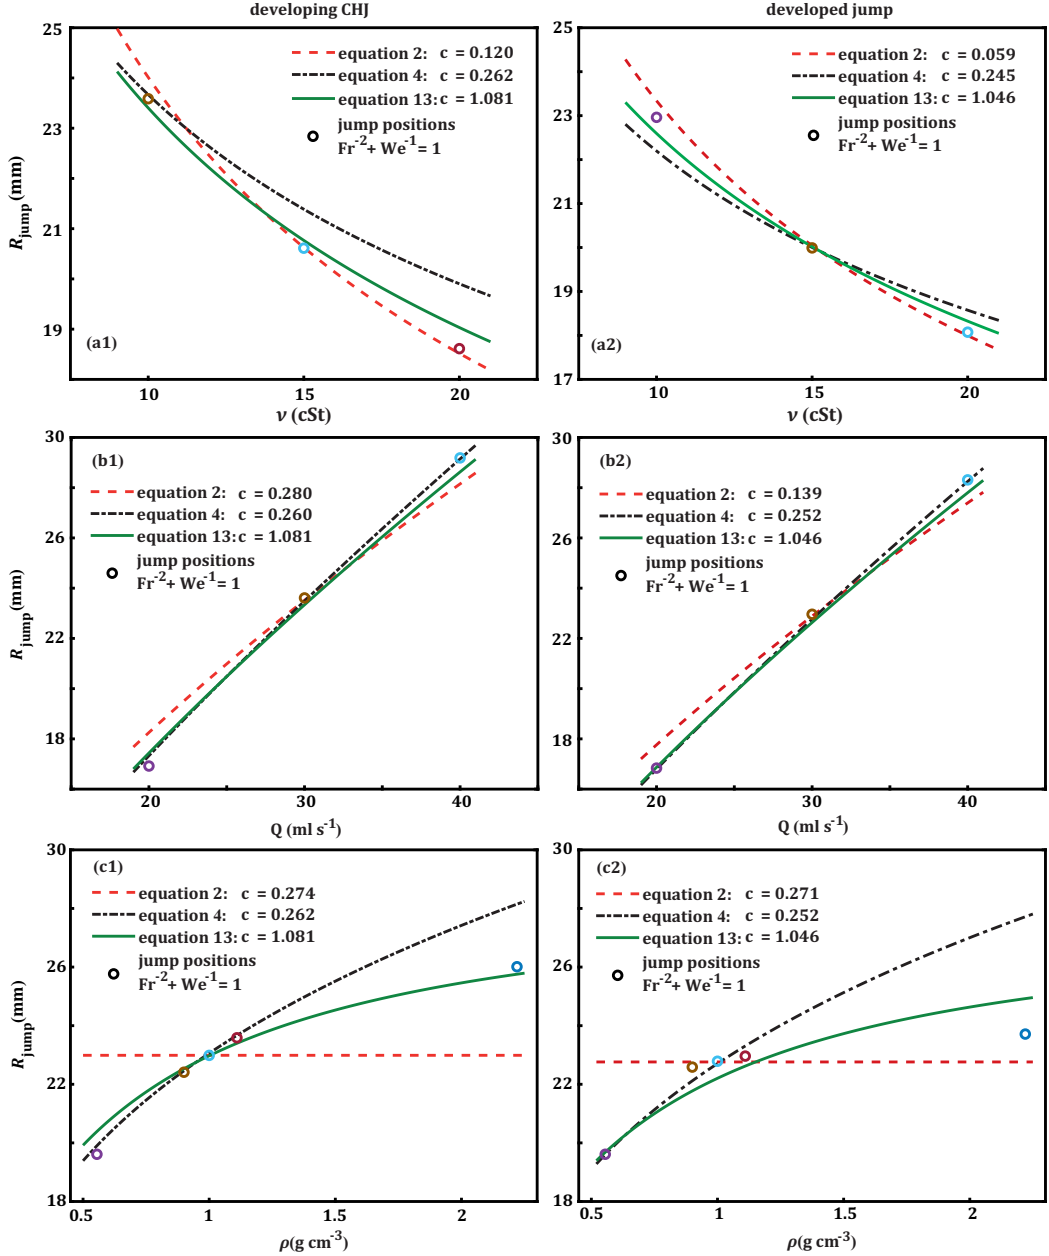 developing CHJ
developed jump
25
23
21
19
R_jump (mm)
equation 2: c = 0.120
equation 4: c = 0.262
equation 13: c = 1.081
jump positions
Fr⁻² + We⁻¹ = 1
(a1)
10
15
20
ν (cSt)
25
23
21
19
17
equation 2: c = 0.059
equation 4: c = 0.245
equation 13: c = 1.046
jump positions
Fr⁻² + We⁻¹ = 1
(a2)
10
15
20
ν (cSt)
30
26
22
18
R_jump (mm)
(b1)
equation 2: c = 0.280
equation 4: c = 0.260
equation 13: c = 1.081
jump positions
Fr⁻² + We⁻¹ = 1
20
30
40
Q (ml s⁻¹)
30
26
22
18
(b2)
equation 2: c = 0.139
equation 4: c = 0.252
equation 13: c = 1.046
jump positions
Fr⁻² + We⁻¹ = 1
20
30
40
Q (ml s⁻¹)
30
26
22
18
R_jump (mm)
(c1)
equation 2: c = 0.274
equation 4: c = 0.262
equation 13: c = 1.081
jump positions
Fr⁻² + We⁻¹ = 1
0.5
1
1.5
2
ρ(g cm⁻³)
30
26
22
18
(c2)
equation 2: c = 0.271
equation 4: c = 0.252
equation 13: c = 1.046
jump positions
Fr⁻² + We⁻¹ = 1
0.5
1
1.5
2
ρ(g cm⁻³)